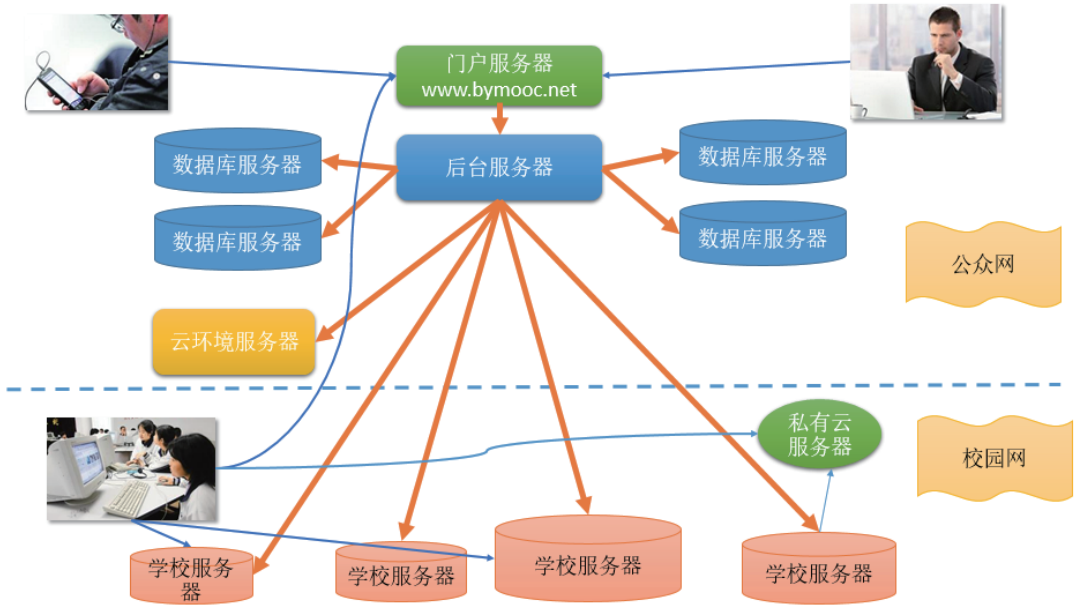 门户服务器
www.bymooc.net
数据库服务器
后台服务器
数据库服务器
数据库服务器
数据库服务器
公众网
云环境服务器
私有云
服务器
校园网
学校服务
器
学校服务器
学校服务器
学校服务器